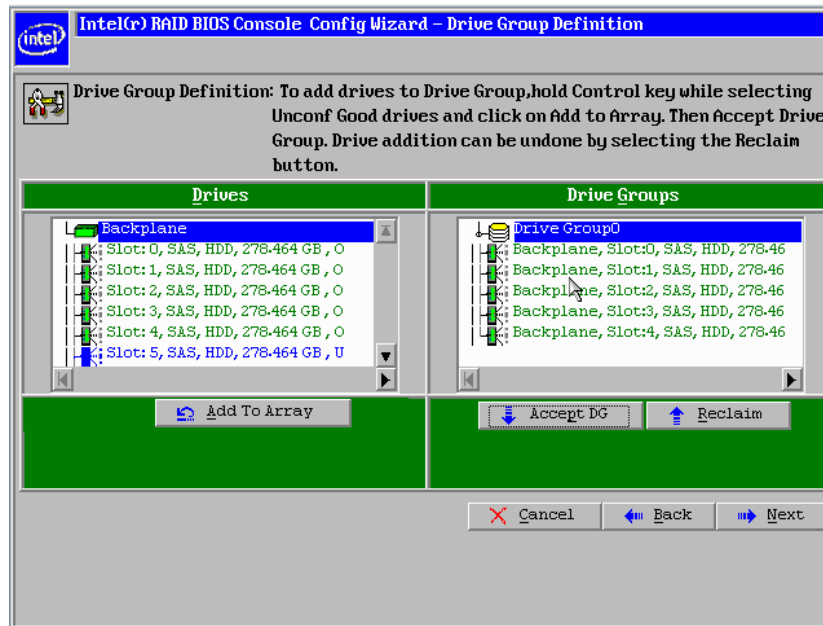 Intel(r) RAID BIOS Console Config Wizard – Drive Group Definition
intel
Drive Group Definition: To add drives to Drive Group,hold Control key while selecting
Unconf Good drives and click on Add to Array. Then Accept Drive
Group. Drive addition can be undone by selecting the Reclaim
button.
Drives
Drive Groups
Backplane
Slot: 0, SAS, HDD, 278.464 GB , O
Slot: 1, SAS, HDD, 278.464 GB , O
Slot: 2, SAS, HDD, 278.464 GB , O
Slot: 3, SAS, HDD, 278.464 GB , O
Slot: 4, SAS, HDD, 278.464 GB , O
Slot: 5, SAS, HDD, 278.464 GB , U
Drive Group0
Backplane, Slot:0, SAS, HDD, 278.46
Backplane, Slot:1, SAS, HDD, 278.46
Backplane, Slot:2, SAS, HDD, 278.46
Backplane, Slot:3, SAS, HDD, 278.46
Backplane, Slot:4, SAS, HDD, 278.46
Add To Array
Accept DG
Reclaim
Cancel
Back
Next